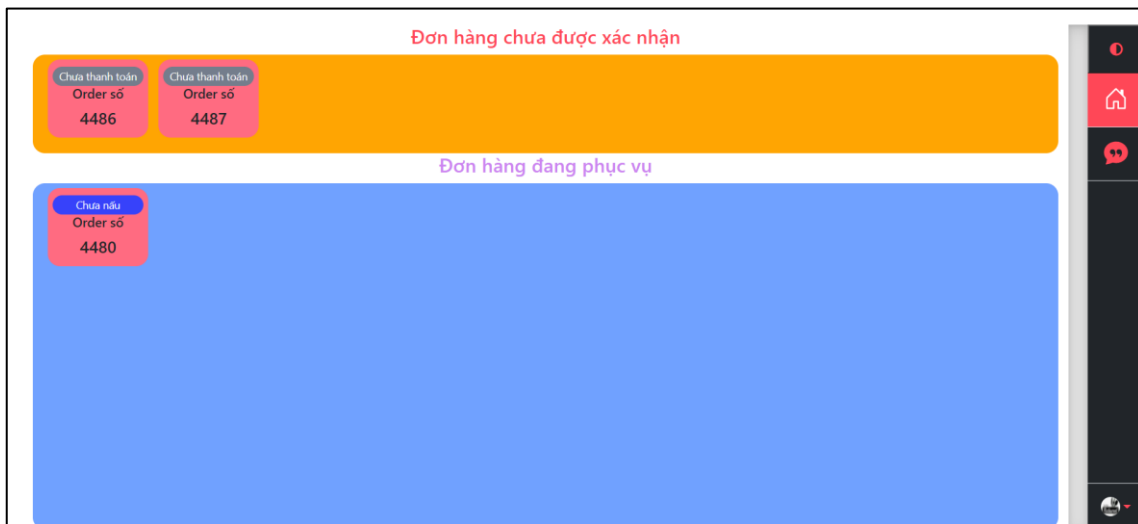 Đơn hàng chưa được xác nhận
Chưa thanh toán
Order số
4486
Chưa thanh toán
Order số
4487
Đơn hàng đang phục vụ
Chưa nấu
Order số
4480